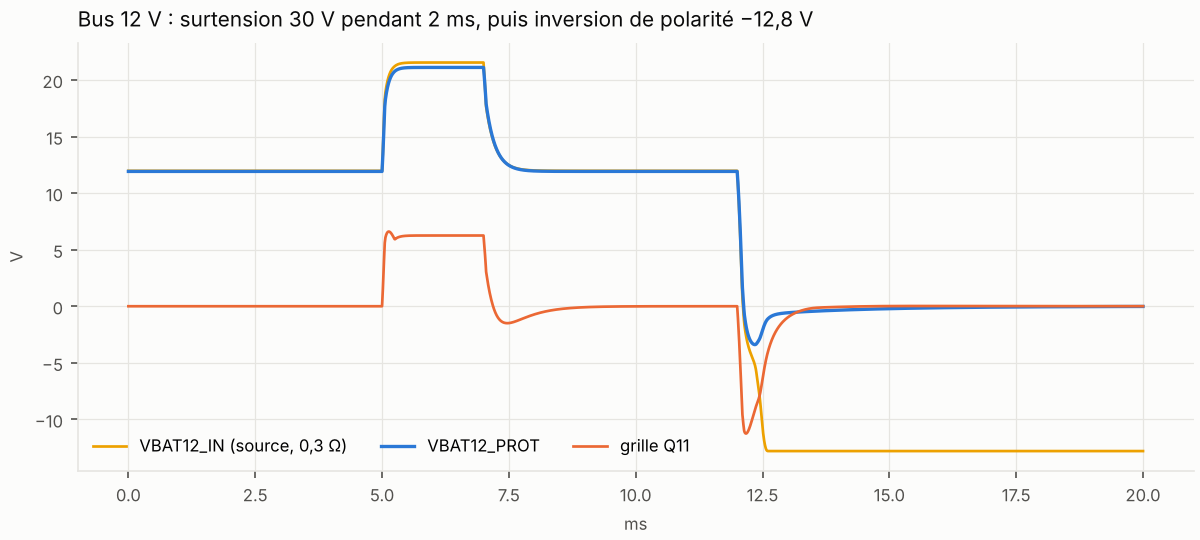 Bus 12 V : surtension 30 V pendant 2 ms, puis inversion de polarité −12,8 V
20
15
10
5
0
−5
−10
V
VBAT12_IN (source, 0,3 Ω) VBAT12_PROT grille Q11
0.0 2.5 5.0 7.5 10.0 12.5 15.0 17.5 20.0
ms